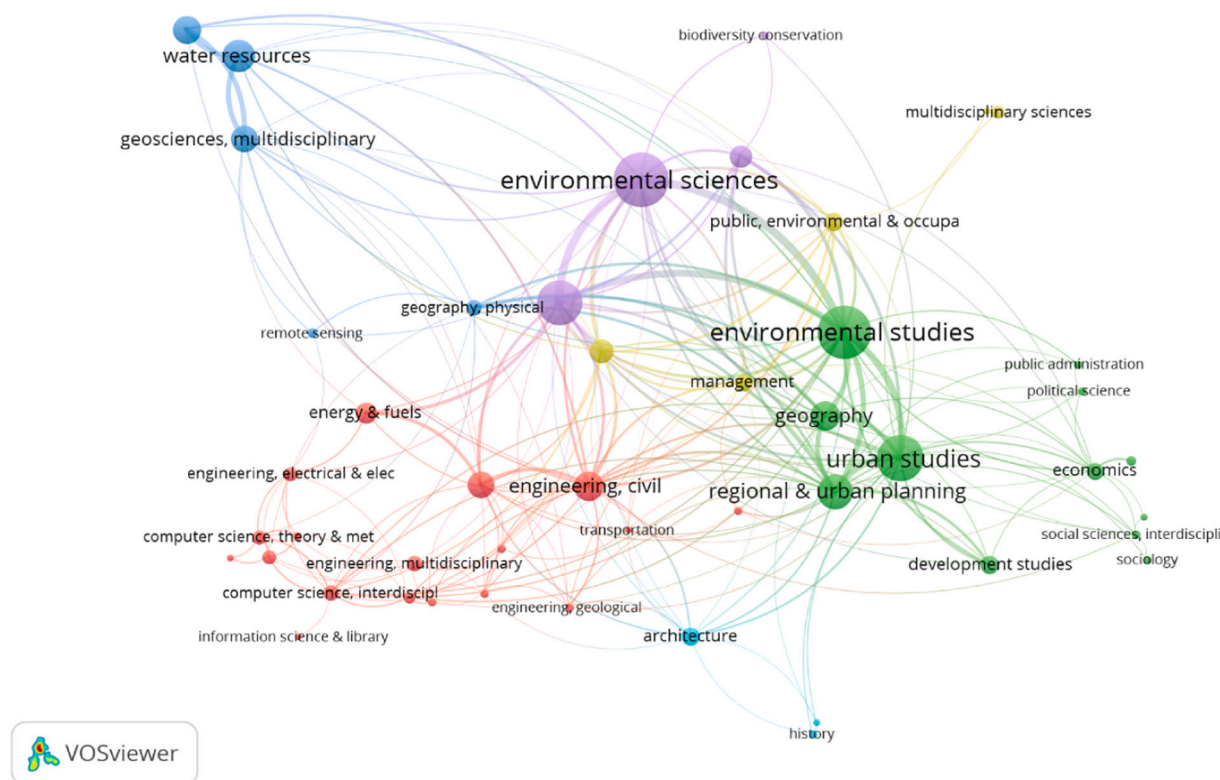 biodiversity conservation
water resources
multidisciplinary sciences
geosciences, multidisciplinary
environmental sciences
public, environmental & occupa
geography, physical
remote sensing
environmental studies
public administration
management
political science
energy & fuels
geography
urban studies
economics
engineering, electrical & elec
engineering, civil
regional & urban planning
transportation
social sciences, interdiscipli
computer science, theory & met
sociology
engineering, multidisciplinary
development studies
computer science, interdiscipl
engineering, geological
information science & library
architecture
history
VOSviewer